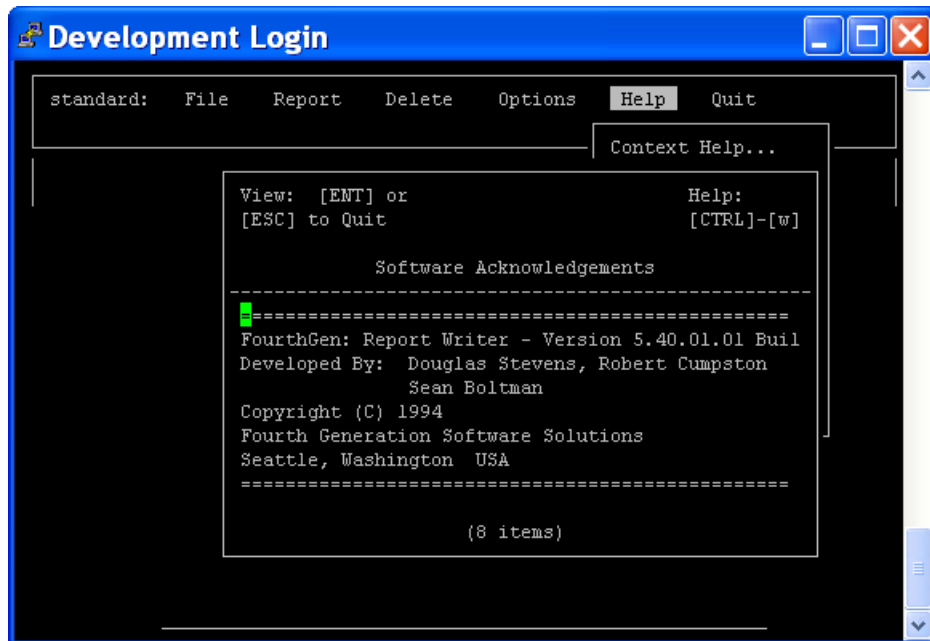 Development Login
standard: File Report Delete Options Help Quit
Context Help...
View: [ENT] or Help:
[ESC] to Quit [CTRL]-[w]
Software Acknowledgements
-----------------------------------------------------
=================================================
FourthGen: Report Writer - Version 5.40.01.01 Buil
Developed By: Douglas Stevens, Robert Cumpston
Sean Boltman
Copyright (C) 1994
Fourth Generation Software Solutions
Seattle, Washington USA
=================================================
(8 items)